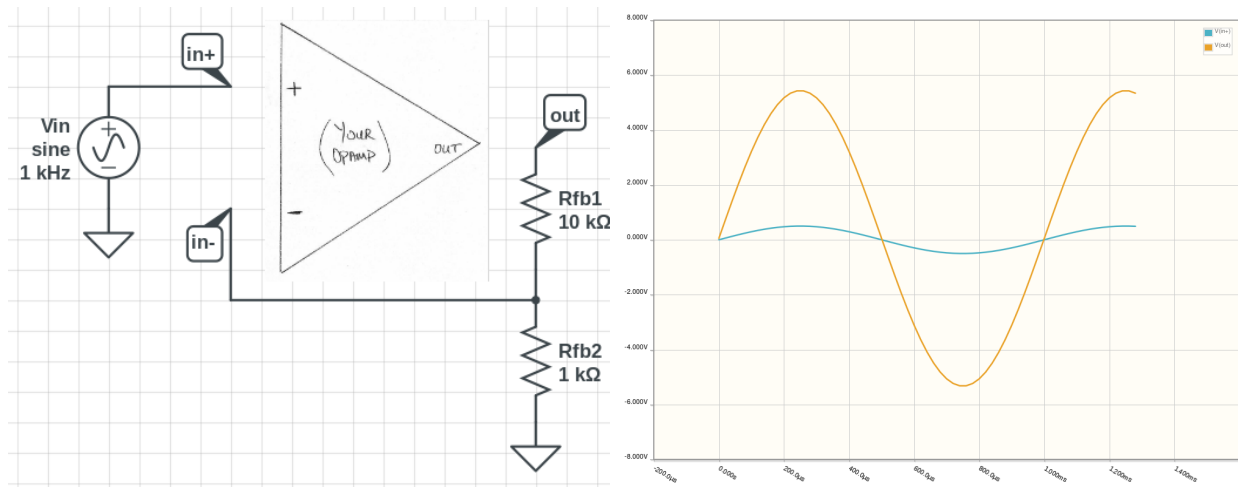 in+
+
Vin
sine
1 kHz
in-
+
(YOUR
OPAMP)
OUT
-
out
Rfb1
10 kΩ
Rfb2
1 kΩ
8.000V
6.000V
4.000V
2.000V
0.000V
-2.000V
-4.000V
-6.000V
-8.000V
-200.0µs
0.000s
200.0µs
400.0µs
600.0µs
800.0µs
1.000ms
1.200ms
1.400ms
V(in+)
V(out)